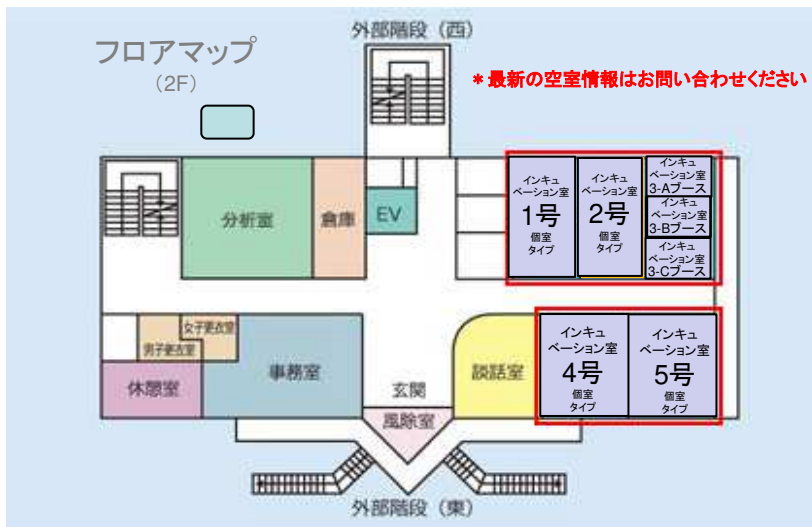 外部階段（西）
フロアマップ
（2F）
＊最新の空室情報はお問い合わせください
分析室
倉庫
EV
インキュ
ベーション室
1号
個室
タイプ
インキュ
ベーション室
2号
個室
タイプ
インキュ
ベーション室
3-Aブース
インキュ
ベーション室
3-Bブース
インキュ
ベーション室
3-Cブース
女子更衣室
男子更衣室
休憩室
事務室
玄関
風除室
談話室
インキュ
ベーション室
4号
個室
タイプ
インキュ
ベーション室
5号
個室
タイプ
外部階段（東）